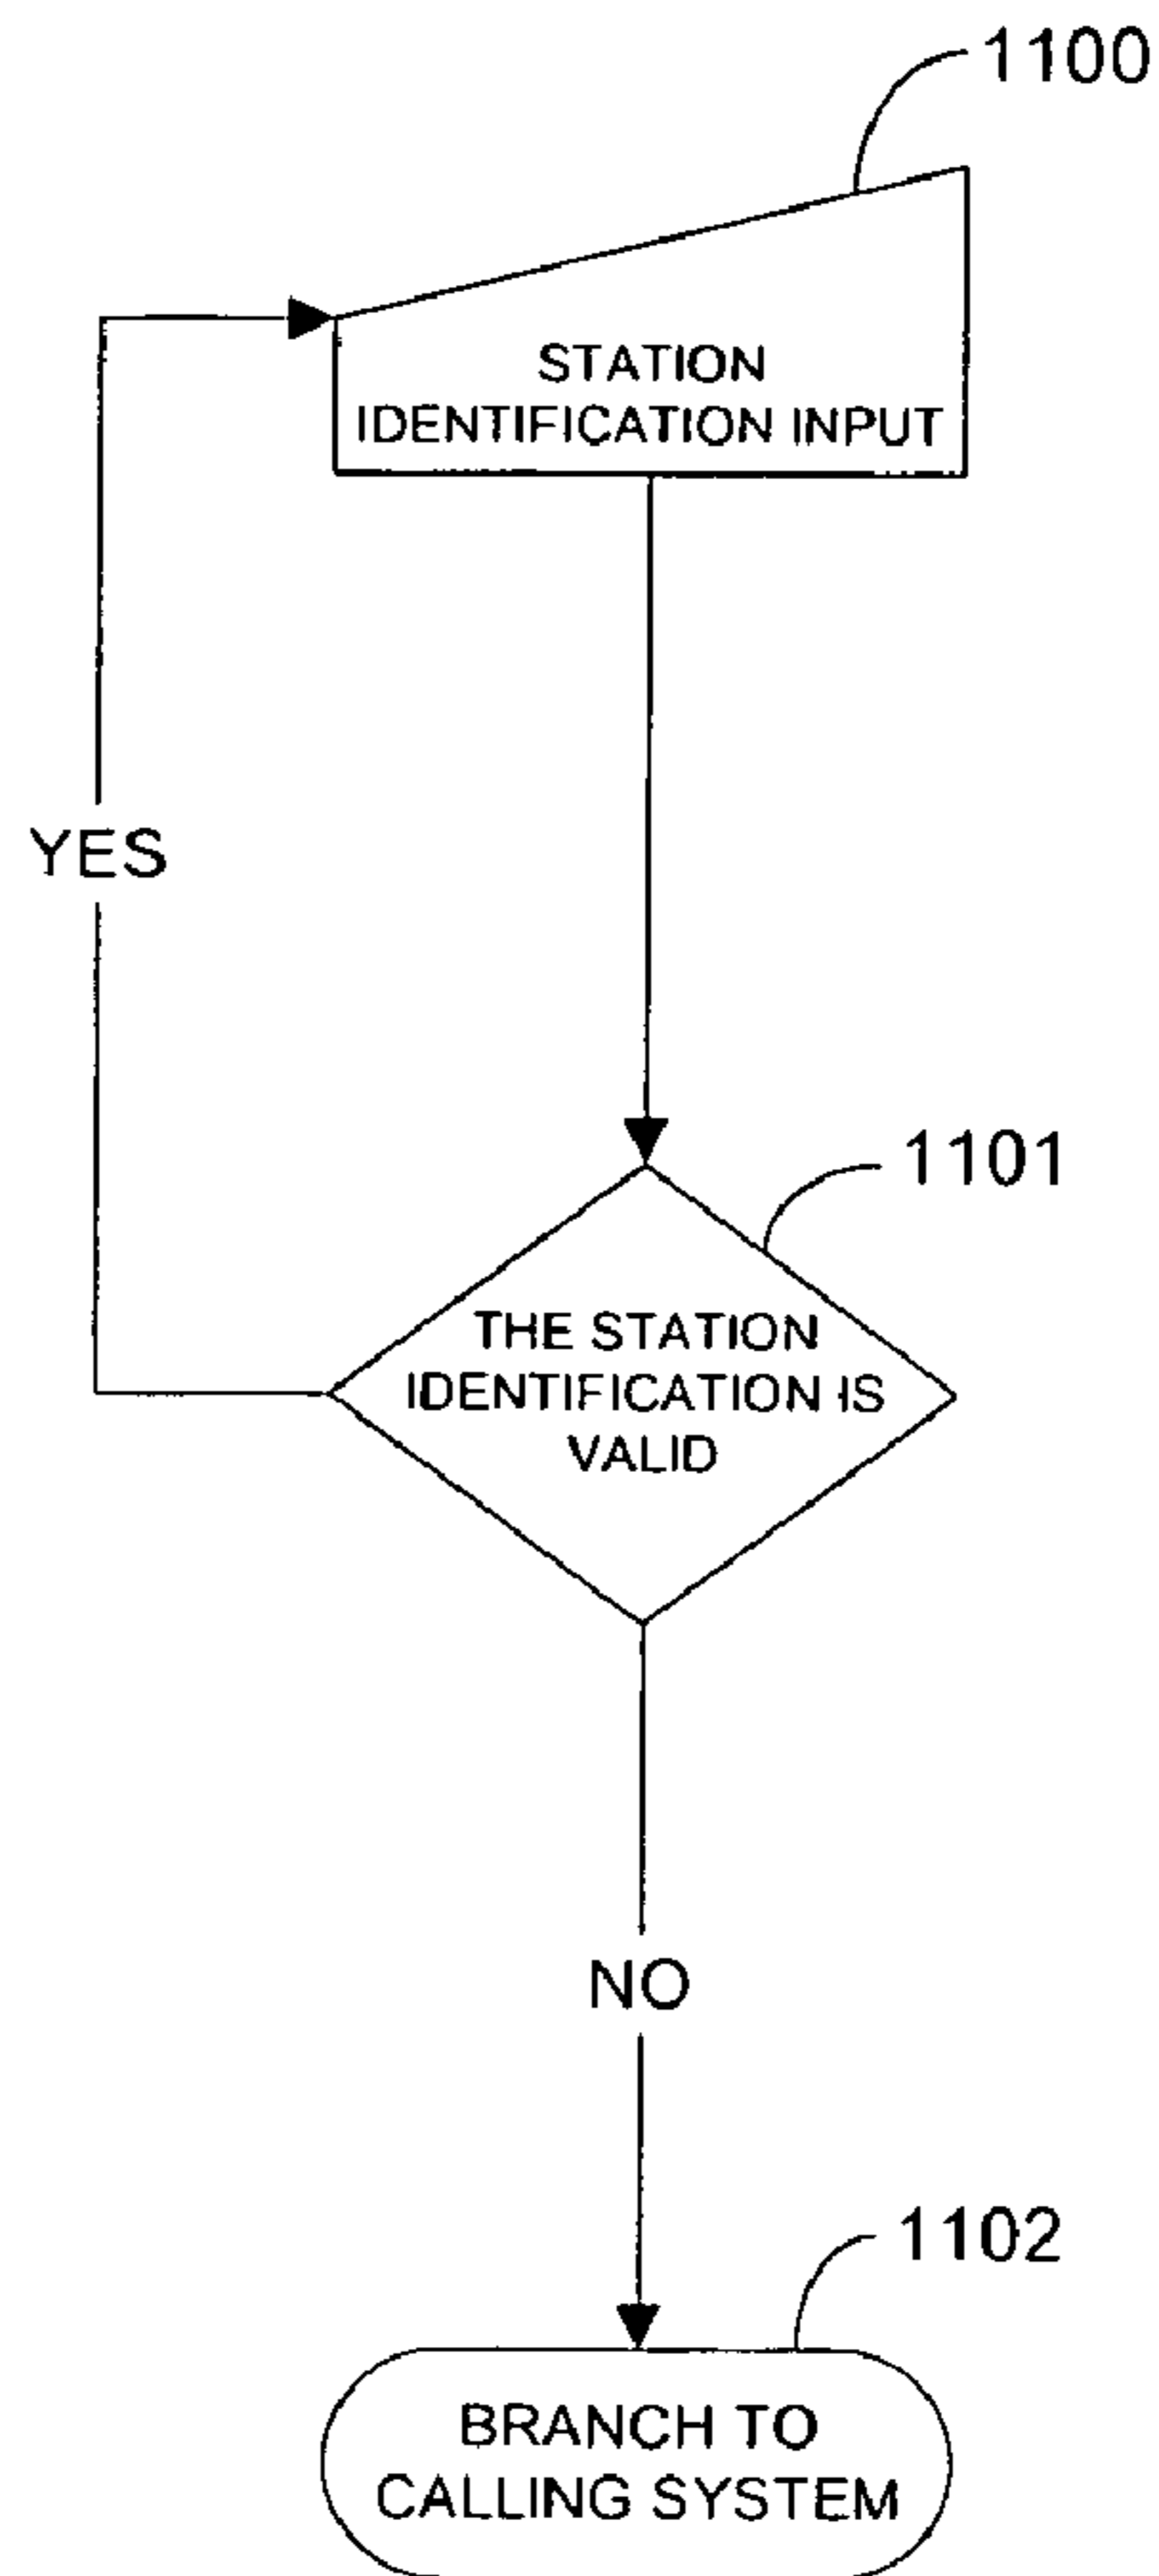 1100
STATION
IDENTIFICATION INPUT
YES
1101
THE STATION
IDENTIFICATION IS
VALID
NO
1102
BRANCH TO
CALLING SYSTEM